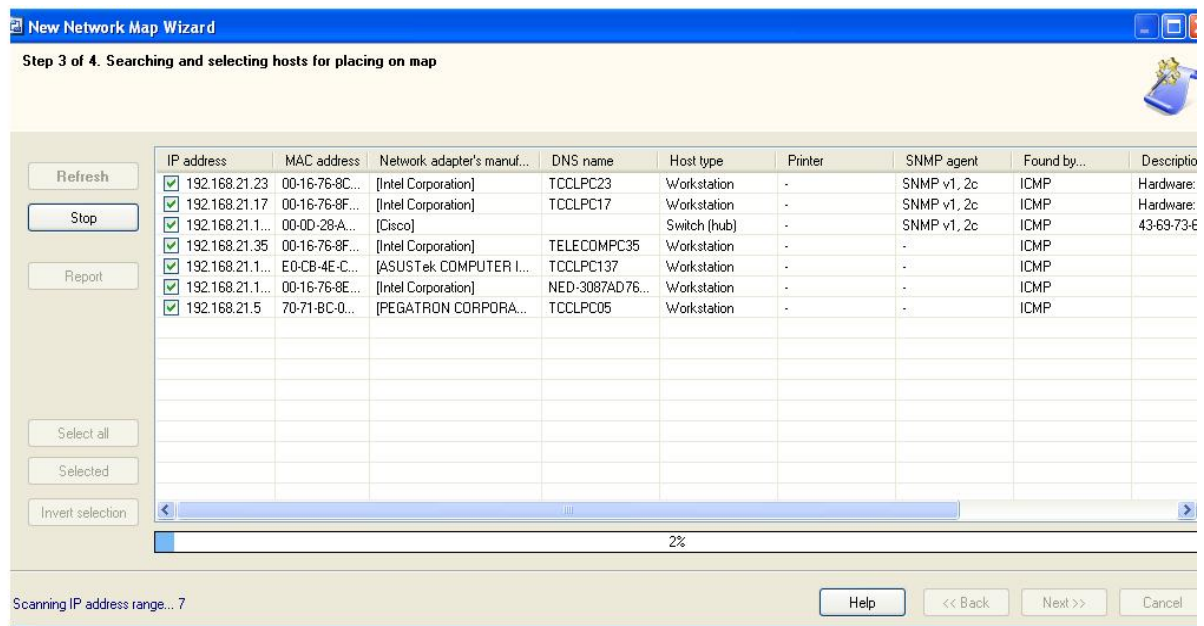 New Network Map Wizard
Step 3 of 4. Searching and selecting hosts for placing on map
Refresh
Stop
Report
Select all
Selected
Invert selection
IP address MAC address Network adapter's manuf... DNS name Host type Printer SNMP agent Found by... Descriptio
192.168.21.23 00-16-76-8C... [Intel Corporation] TCCLPC23 Workstation - SNMP v1, 2c ICMP Hardware:
192.168.21.17 00-16-76-8F... [Intel Corporation] TCCLPC17 Workstation - SNMP v1, 2c ICMP Hardware:
192.168.21.1... 00-0D-28-A... [Cisco] Switch (hub) - SNMP v1, 2c ICMP 43-69-73-6
192.168.21.35 00-16-76-8F... [Intel Corporation] TELECOMPC35 Workstation - - ICMP
192.168.21.1... E0-CB-4E-C... [ASUSTek COMPUTER I... TCCLPC137 Workstation - - ICMP
192.168.21.1... 00-16-76-8E... [Intel Corporation] NED-3087AD76... Workstation - - ICMP
192.168.21.5 70-71-BC-0... [PEGATRON CORPORA... TCCLPC05 Workstation - - ICMP
2%
Scanning IP address range... 7
Help
<< Back
Next >>
Cancel